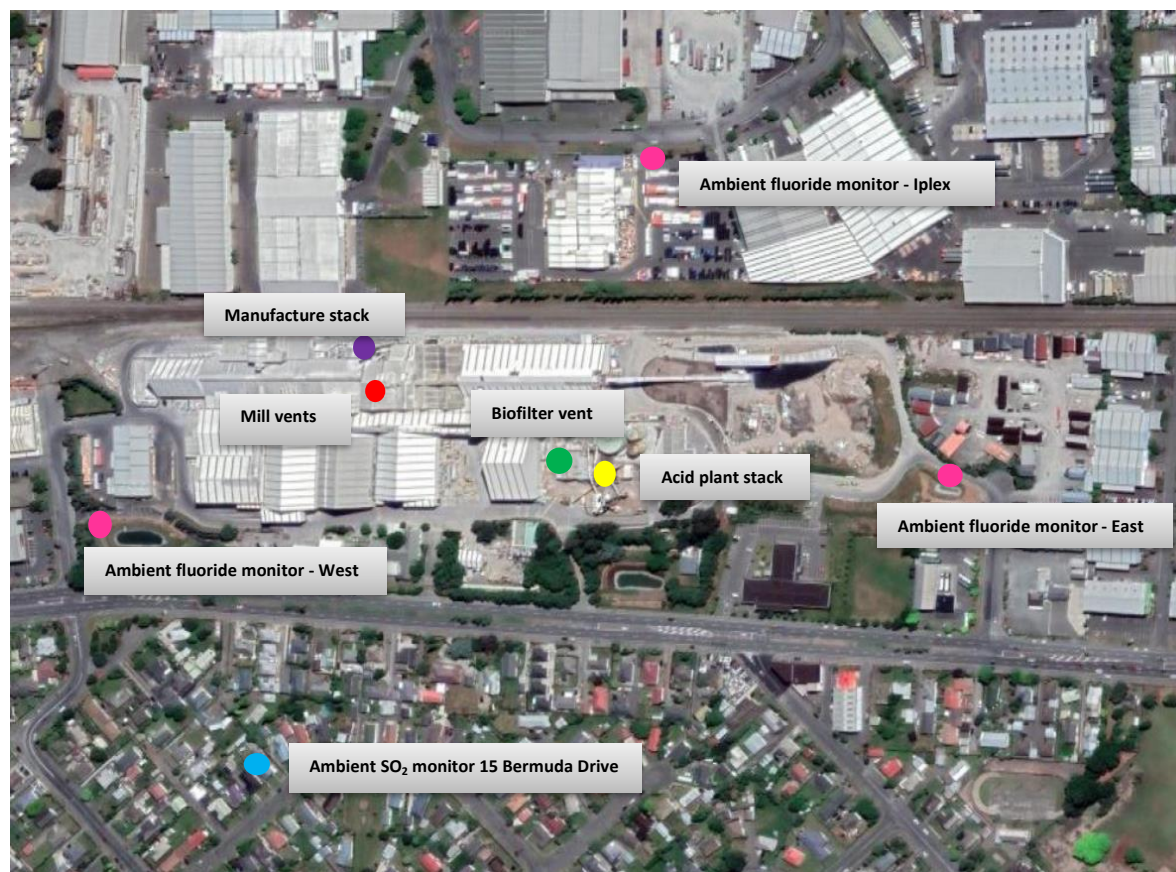 Ambient fluoride monitor - Iplex
Manufacture stack
Mill vents
Biofilter vent
Acid plant stack
Ambient fluoride monitor - East
Ambient fluoride monitor - West
Ambient SO₂ monitor 15 Bermuda Drive